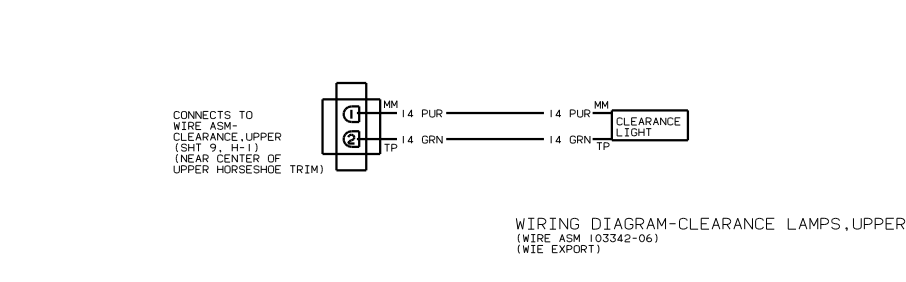 CONNECTS TO
WIRE ASM-
CLEARANCE,UPPER
(SHT 9, H-1)
(NEAR CENTER OF
UPPER HORSESHOE TRIM)
1
2
MM
14 PUR
14 GRN
TP
14 PUR
MM
14 GRN
TP
CLEARANCE
LIGHT
WIRING DIAGRAM-CLEARANCE LAMPS,UPPER
(WIRE ASM 103342-06)
(WIE EXPORT)